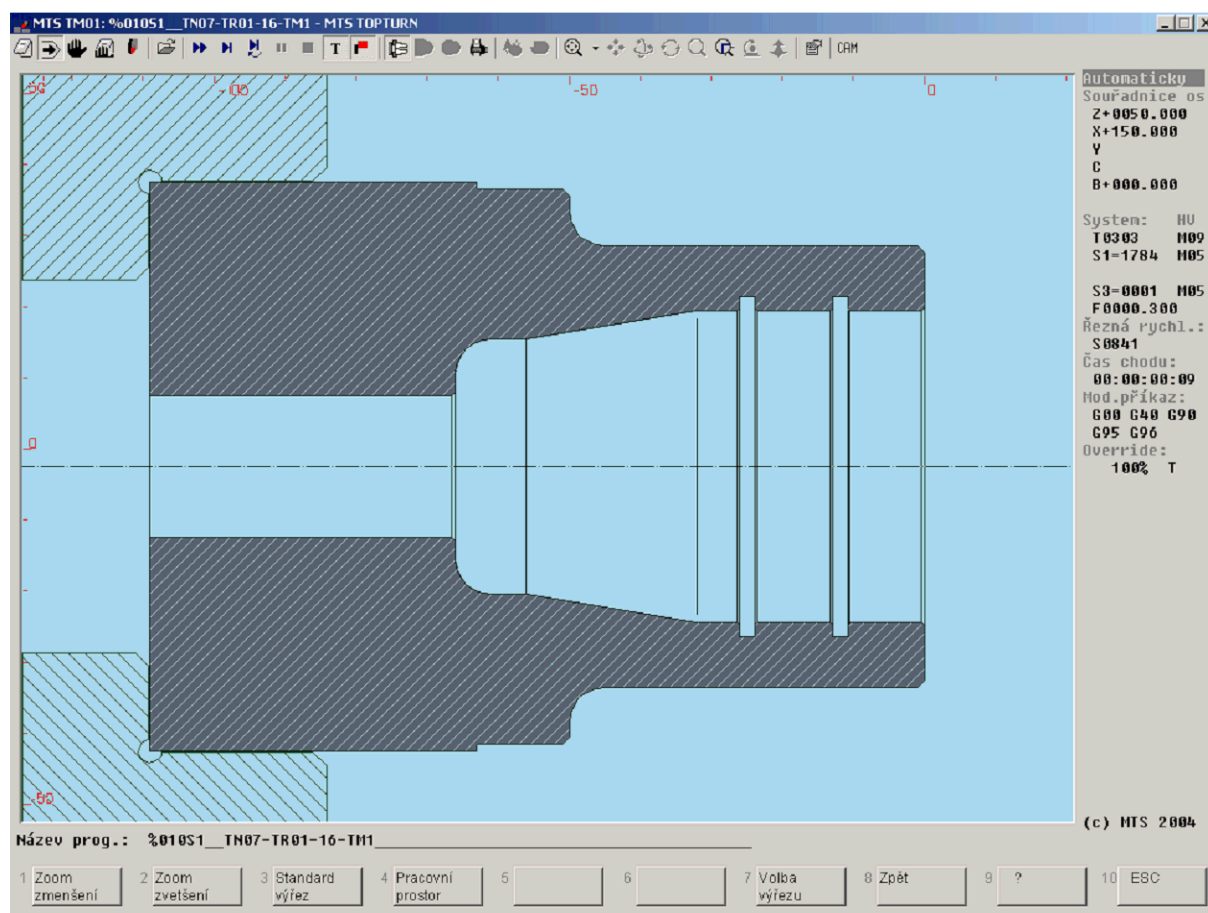 MTS TM01: %010S1__TN07-TR01-16-TM1 - MTS TOPTURN
T
CAM
-50
0
Automaticky
Souřadnice os
Z+0050.000
X+150.000
Y
C
B+000.000
System: HV
T0303 M09
S1=1784 M05
S3=0001 M05
F0000.300
Řezná rychl.:
S0841
Čas chodu:
00:00:00:09
Mod.příkaz:
G00 G40 G90
G95 G96
Override:
100% T
0
-50
(c) MTS 2004
Název prog.: %010S1__TN07-TR01-16-TM1
1 Zoom zmenšení
2 Zoom zvetšení
3 Standard výřez
4 Pracovní prostor
5
6
7 Volba výřezu
8 Zpět
9 ?
10 ESC